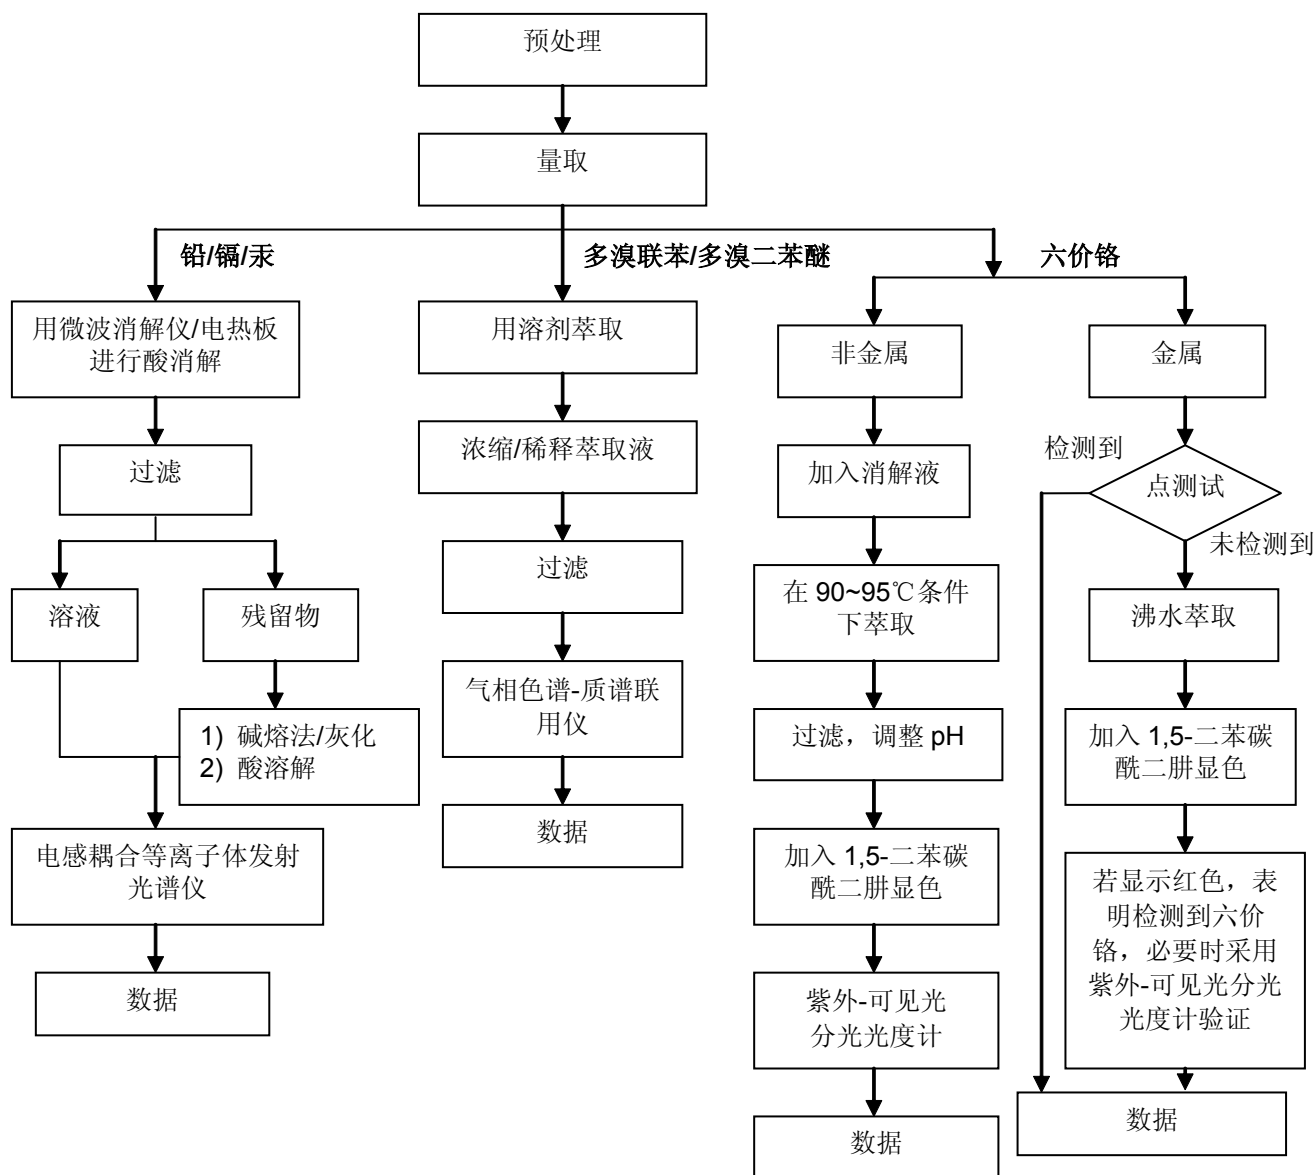 预处理
量取
铅/镉/汞
多溴联苯/多溴二苯醚
六价铬
用微波消解仪/电热板
进行酸消解
过滤
溶液
残留物
1) 碱熔法/灰化
2) 酸溶解
电感耦合等离子体发射
光谱仪
数据
用溶剂萃取
浓缩/稀释萃取液
过滤
气相色谱-质谱联
用仪
数据
非金属
加入消解液
在 90~95℃条件
下萃取
过滤，调整 pH
加入 1,5-二苯碳
酰二肼显色
紫外-可见光
分光光度计
数据
金属
检测到
点测试
未检测到
沸水萃取
加入 1,5-二苯碳
酰二肼显色
若显示红色，表
明检测到六价
铬，必要时采用
紫外-可见光分光
光度计验证
数据